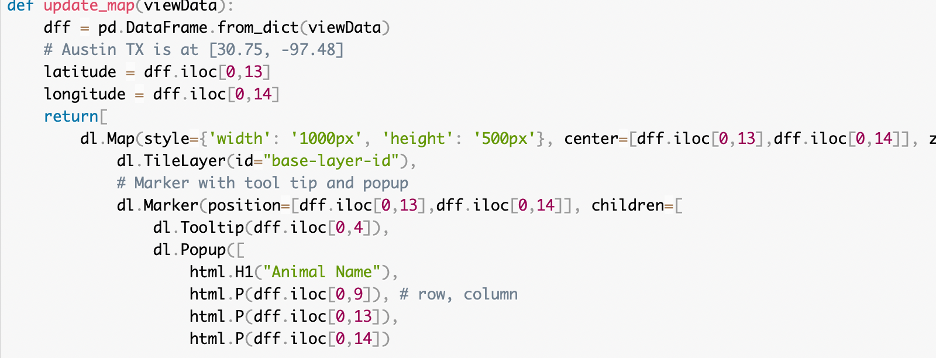 def update_map(viewData):
    dff = pd.DataFrame.from_dict(viewData)
    # Austin TX is at [30.75, -97.48]
    latitude = dff.iloc[0,13]
    longitude = dff.iloc[0,14]
    return[
        dl.Map(style={'width': '1000px', 'height': '500px'}, center=[dff.iloc[0,13],dff.iloc[0,14]], z
            dl.TileLayer(id="base-layer-id"),
            # Marker with tool tip and popup
            dl.Marker(position=[dff.iloc[0,13],dff.iloc[0,14]], children=[
                dl.Tooltip(dff.iloc[0,4]),
                dl.Popup([
                    html.H1("Animal Name"),
                    html.P(dff.iloc[0,9]), # row, column
                    html.P(dff.iloc[0,13]),
                    html.P(dff.iloc[0,14])